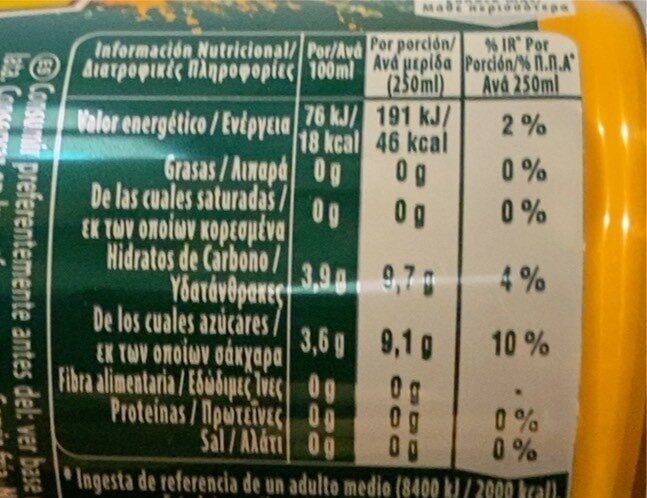 Μάθε περισσότερα
Información Nutricional/ Por/Ανά Por porción/ % IR* Por
Διατροφικές Πληροφορίες 100ml Ανά μερίδα Porción/% Π.Π.Α*
(250ml) Ανά 250ml
Valor energético / Ενέργεια 76 kJ/ 191 kJ/ 2 %
18 kcal 46 kcal
Grasas / Λιπαρά 0 g 0 g 0 %
De las cuales saturadas / 0 g 0 g 0 %
εκ των οποίων κορεσμένα
Hidratos de Carbono / 3,9 g 9,7 g 4 %
Υδατάνθρακες
De los cuales azúcares / 3,6 g 9,1 g 10 %
εκ των οποίων σάκχαρα
Fibra alimentaria / Εδώδιμες Ίνες 0 g 0 g -
Proteínas / Πρωτεΐνες 0 g 0 g 0 %
Sal / Αλάτι 0 g 0 g 0 %
* Ingesta de referencia de un adulto medio (8400 kJ / 2000 kcal)
ES Consumir preferentemente antes del: ver base